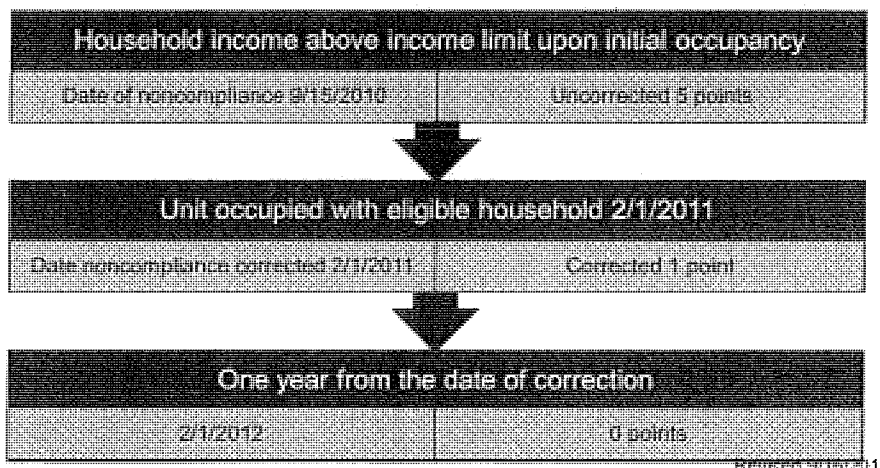 Household income above income limit upon initial occupancy
Date of noncompliance 9/15/2010 Uncorrected 5 points
Unit occupied with eligible household 2/1/2011
Date noncompliance corrected 2/1/2011 Corrected 1 point
One year from the date of correction
2/1/2012 0 points
Revised